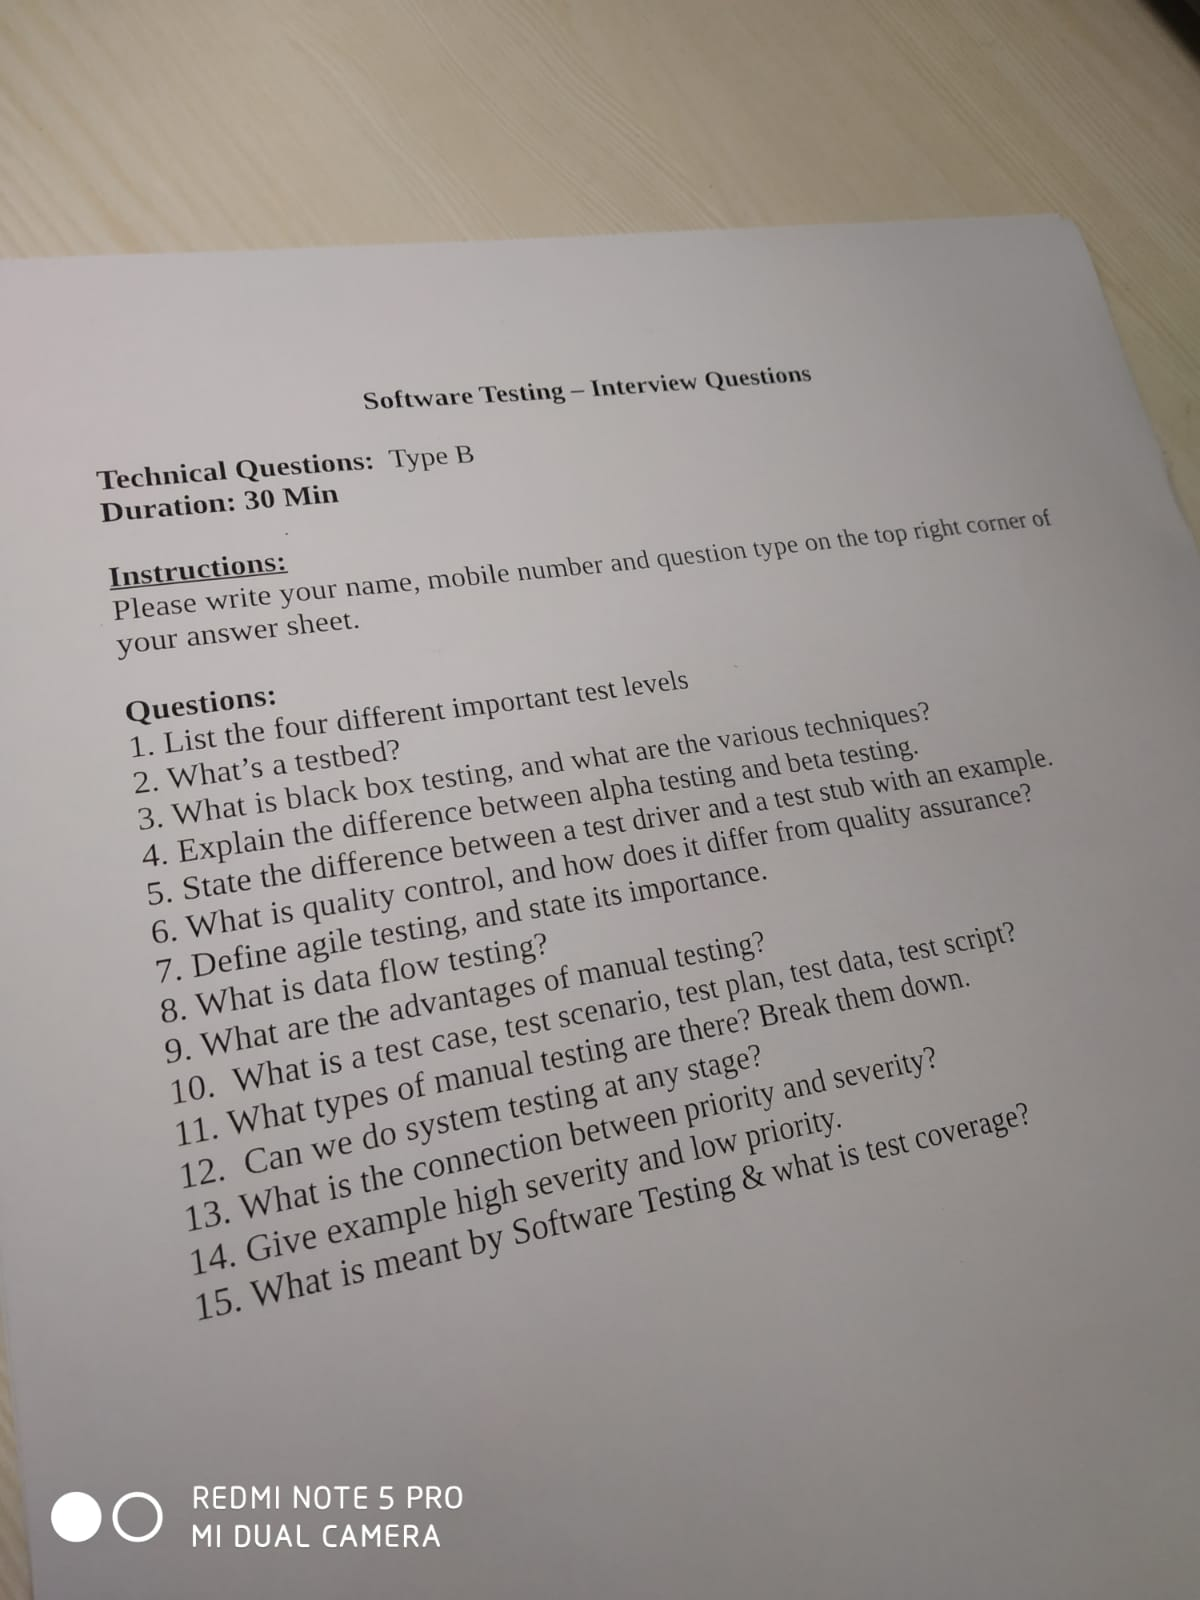 Software Testing – Interview Questions
Technical Questions: Type B
Duration: 30 Min
Instructions:
Please write your name, mobile number and question type on the top right corner of
your answer sheet.
Questions:
1. List the four different important test levels
2. What’s a testbed?
3. What is black box testing, and what are the various techniques?
4. Explain the difference between alpha testing and beta testing.
5. State the difference between a test driver and a test stub with an example.
6. What is quality control, and how does it differ from quality assurance?
7. Define agile testing, and state its importance.
8. What is data flow testing?
9. What are the advantages of manual testing?
10. What is a test case, test scenario, test plan, test data, test script?
11. What types of manual testing are there? Break them down.
12. Can we do system testing at any stage?
13. What is the connection between priority and severity?
14. Give example high severity and low priority.
15. What is meant by Software Testing & what is test coverage?
REDMI NOTE 5 PRO
MI DUAL CAMERA